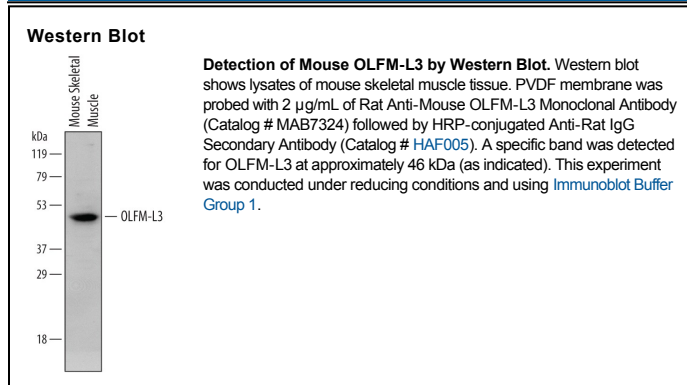 Western Blot
Mouse Skeletal
Muscle
kDa
119
79
53
37
29
18
OLFM-L3
Detection of Mouse OLFM-L3 by Western Blot. Western blot
shows lysates of mouse skeletal muscle tissue. PVDF membrane was
probed with 2 µg/mL of Rat Anti-Mouse OLFM-L3 Monoclonal Antibody
(Catalog # MAB7324) followed by HRP-conjugated Anti-Rat IgG
Secondary Antibody (Catalog # HAF005). A specific band was detected
for OLFM-L3 at approximately 46 kDa (as indicated). This experiment
was conducted under reducing conditions and using Immunoblot Buffer
Group 1.